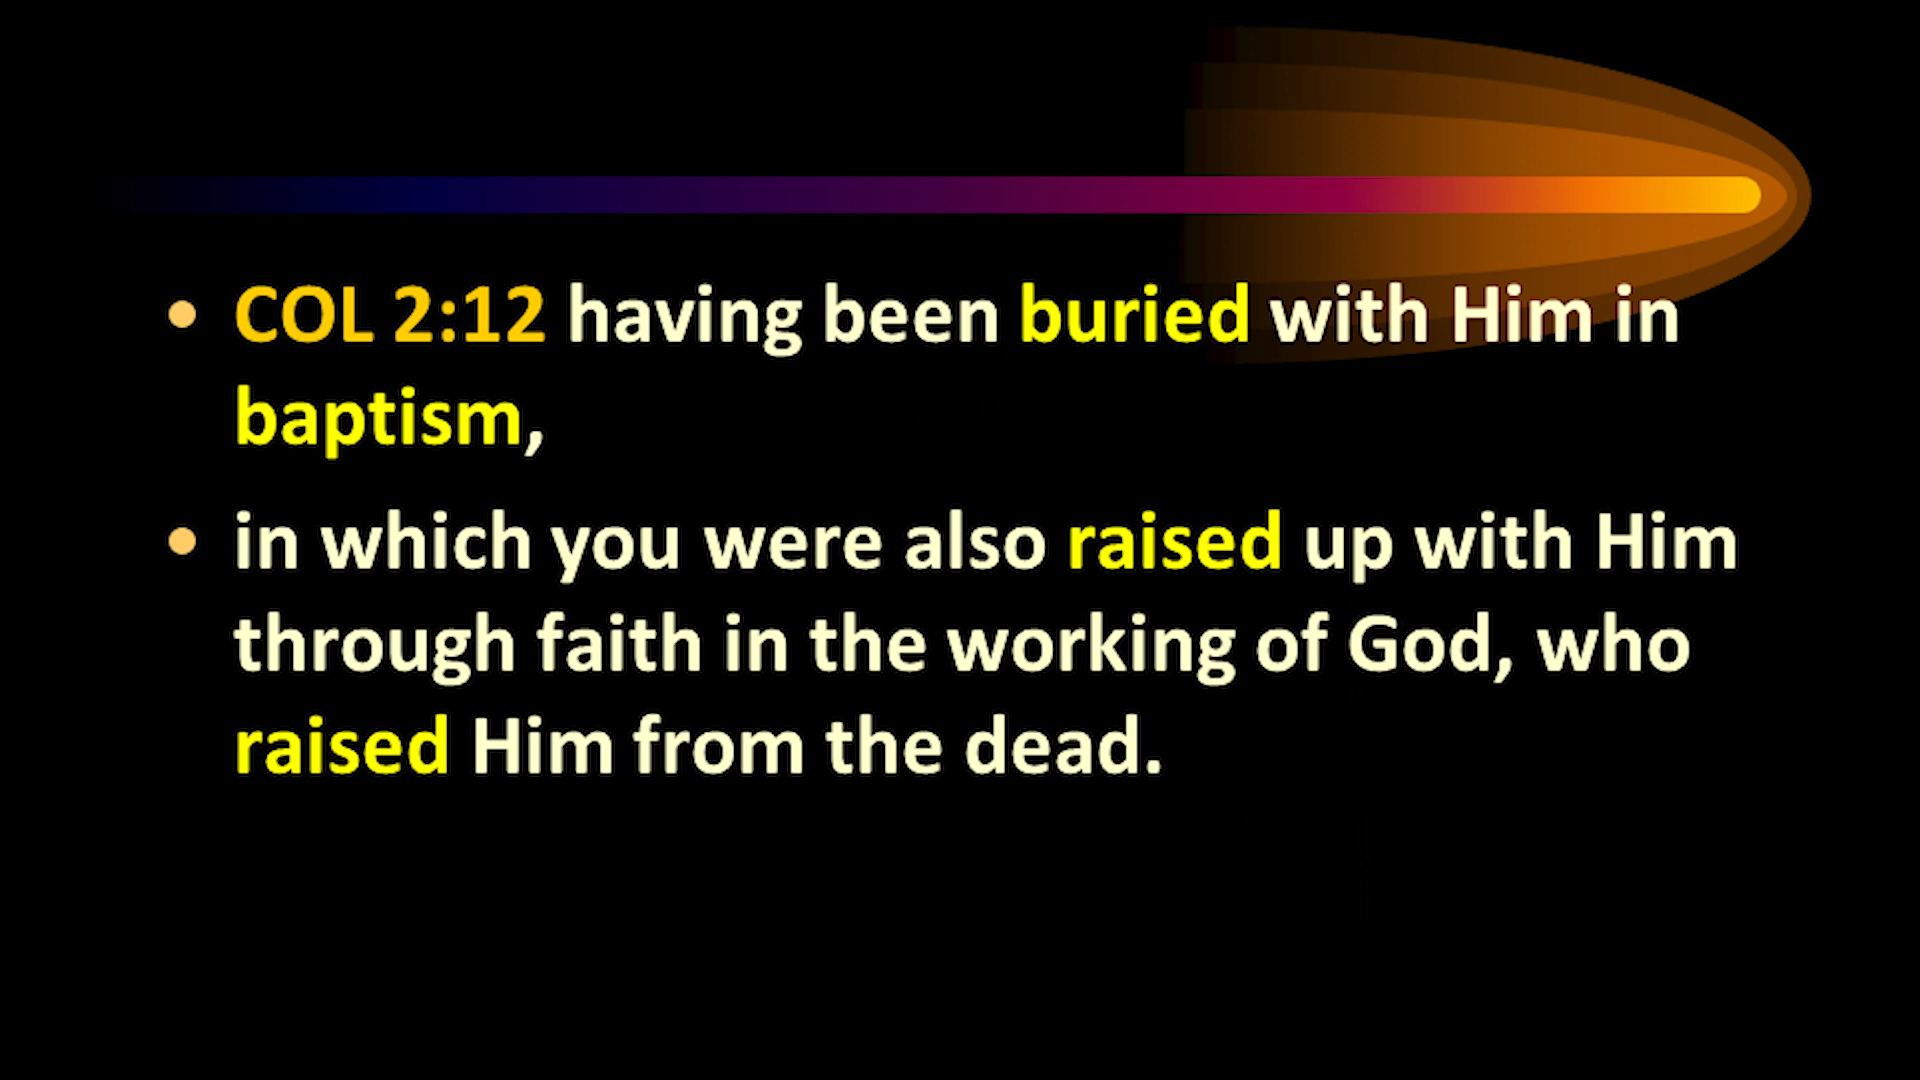 • COL 2:12 having been buried with Him in
baptism,
• in which you were also raised up with Him
through faith in the working of God, who
raised Him from the dead.